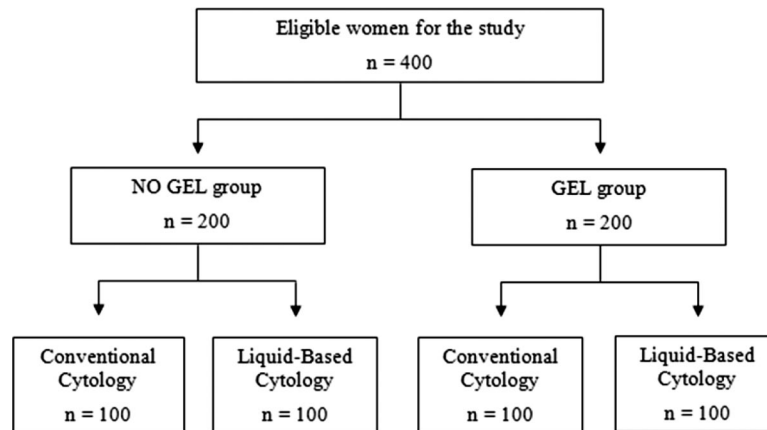 Eligible women for the study
n = 400
NO GEL group
n = 200
GEL group
n = 200
Conventional
Cytology
n = 100
Liquid-Based
Cytology
n = 100
Conventional
Cytology
n = 100
Liquid-Based
Cytology
n = 100